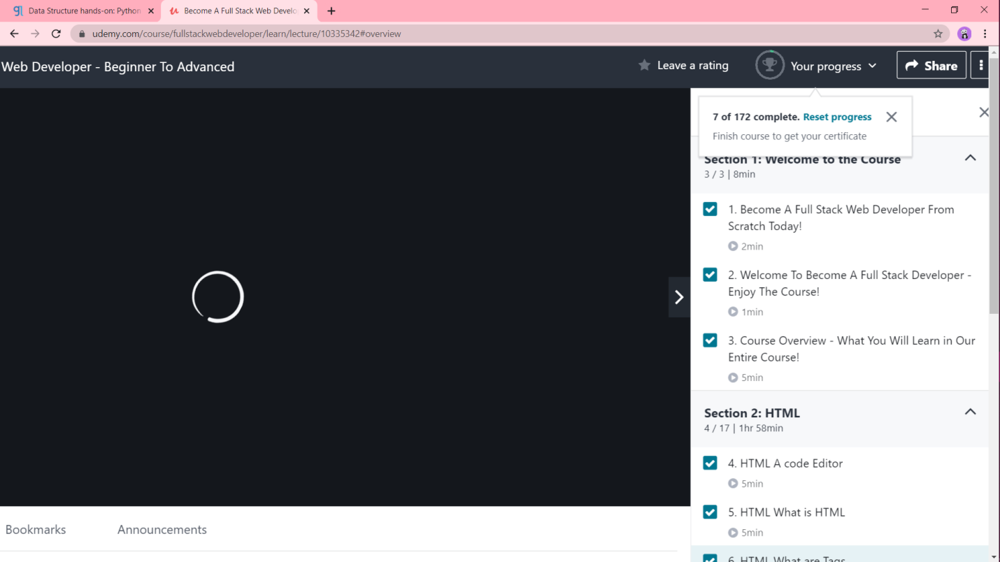 Data Structure hands-on: Python
Become A Full Stack Web Develo
udemy.com/course/fullstackwebdeveloper/learn/lecture/10335342#overview
Web Developer - Beginner To Advanced
Leave a rating
Your progress
Share
7 of 172 complete. Reset progress
Finish course to get your certificate
Section 1: Welcome to the Course
3 / 3 | 8min
1. Become A Full Stack Web Developer From
Scratch Today!
2min
2. Welcome To Become A Full Stack Developer -
Enjoy The Course!
1min
3. Course Overview - What You Will Learn in Our
Entire Course!
5min
Section 2: HTML
4 / 17 | 1hr 58min
4. HTML A code Editor
5min
5. HTML What is HTML
5min
6. HTML What are Tags
Bookmarks
Announcements